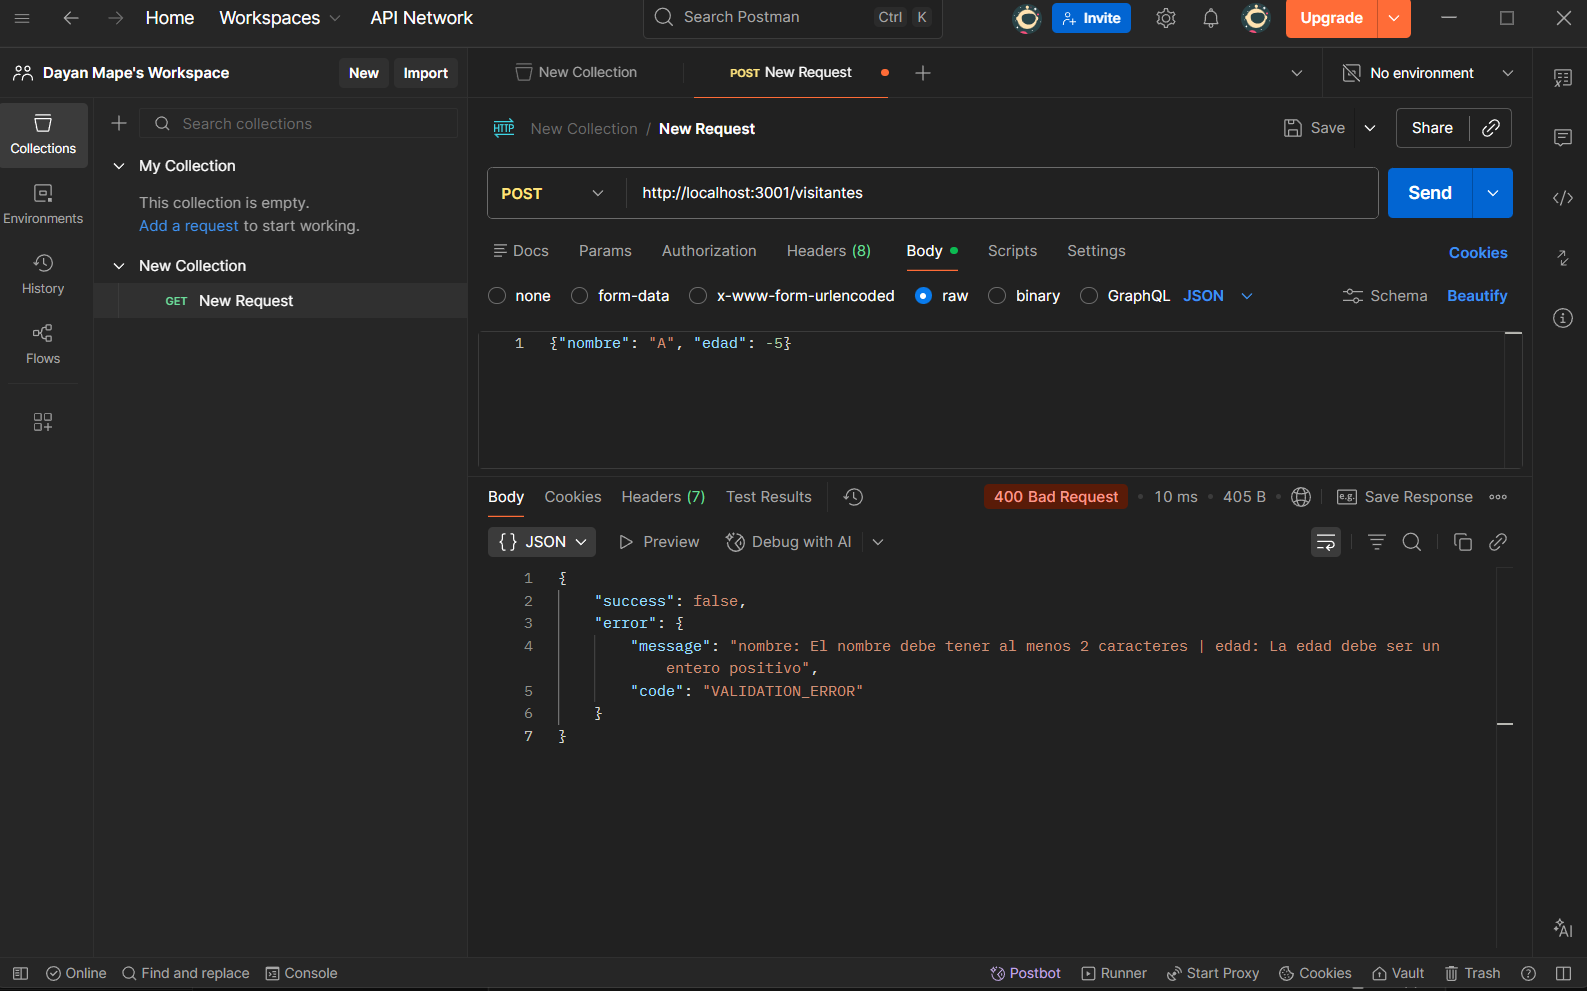 Home Workspaces API Network Search Postman Ctrl K Invite Upgrade
Dayan Mape's Workspace New Import New Collection POST New Request No environment
Collections
Search collections
HTTP New Collection / New Request Save Share
My Collection
This collection is empty.
Add a request to start working.
POST http://localhost:3001/visitantes Send
Environments
Docs Params Authorization Headers (8) Body Scripts Settings Cookies
New Collection
History
none form-data x-www-form-urlencoded raw binary GraphQL JSON Schema Beautify
GET New Request
Flows
1 {"nombre": "A", "edad": -5}
Body Cookies Headers (7) Test Results 400 Bad Request • 10 ms • 405 B • e.g. Save Response
{} JSON Preview Debug with AI
1 {
2 "success": false,
3 "error": {
4 "message": "nombre: El nombre debe tener al menos 2 caracteres | edad: La edad debe ser un
entero positivo",
5 "code": "VALIDATION_ERROR"
6 }
7 }
AI
Online Find and replace Console Postbot Runner Start Proxy Cookies Vault Trash